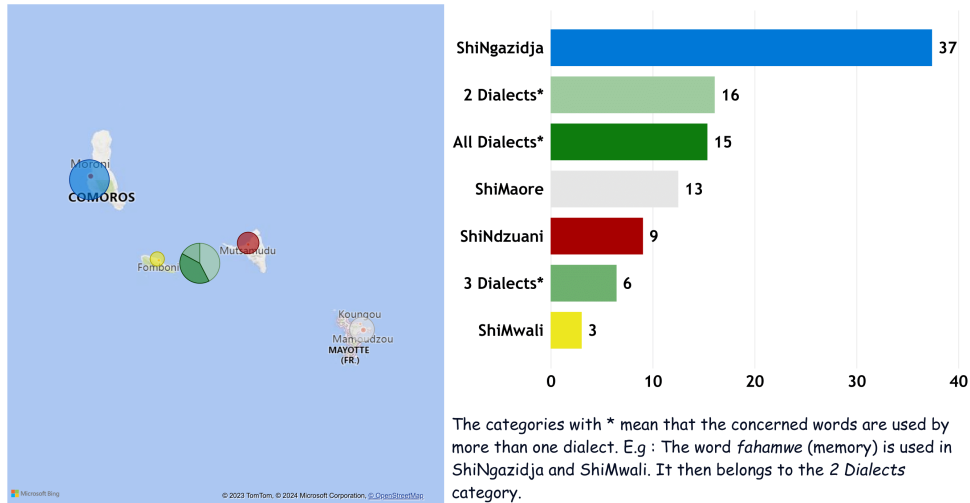 Moroni
COMOROS
Fomboni
Mutsamudu
Koungou
Mamoudzou
MAYOTTE
(FR.)
Microsoft Bing
© 2023 TomTom, © 2024 Microsoft Corporation, © OpenStreetMap
ShiNgazidja 37
2 Dialects* 16
All Dialects* 15
ShiMaore 13
ShiNdzuani 9
3 Dialects* 6
ShiMwali 3
0 10 20 30 40
The categories with * mean that the concerned words are used by
more than one dialect. E.g : The word fahamwe (memory) is used in
ShiNgazidja and ShiMwali. It then belongs to the 2 Dialects
category.